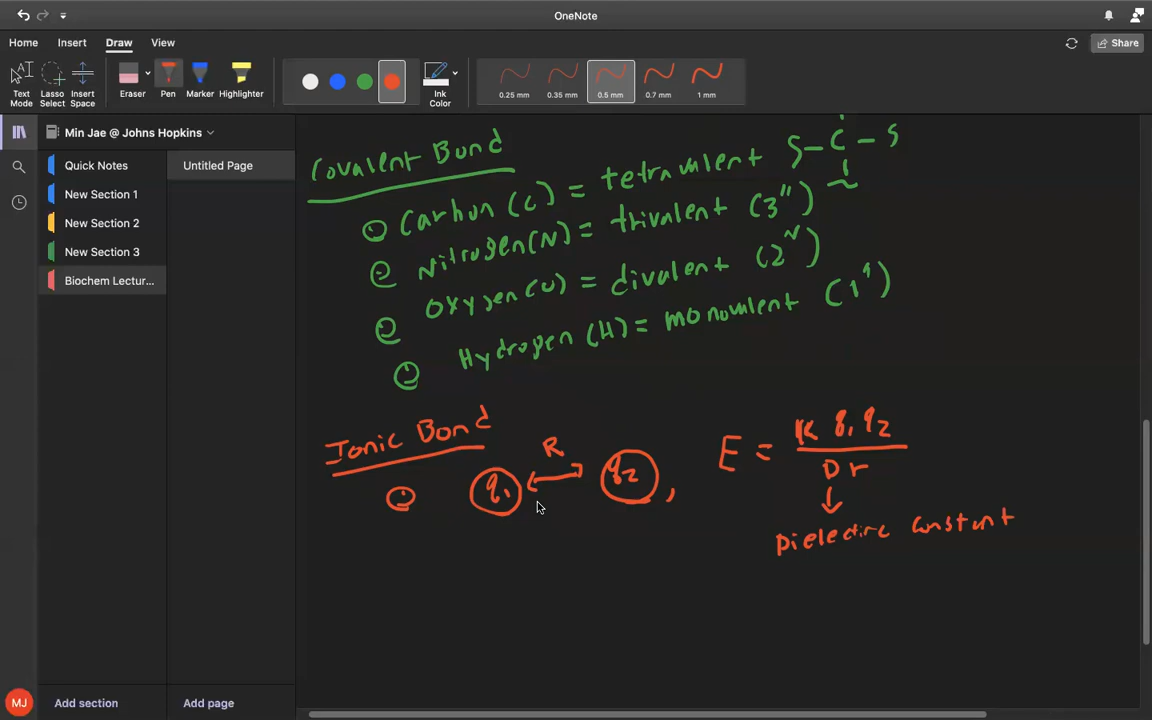 OneNote
Home Insert Draw View
Share
Text Mode
Lasso Select
Insert Space
Eraser
Pen
Marker
Highlighter
Ink Color
0.25 mm
0.35 mm
0.5 mm
0.7 mm
1 mm
Min Jae @ Johns Hopkins
Quick Notes
New Section 1
New Section 2
New Section 3
Biochem Lectur...
Untitled Page
Covalent Bond
Carbon (C) = tetravalent S-C-S
Nitrogen (N) = trivalent (3")
Oxygen (O) = divalent (2")
Hydrogen (H) = monovalent (1°)
Ionic Bond
q1 R q2 ,
E = K q1 q2
D r
Dielectric constant
MJ
Add section
Add page